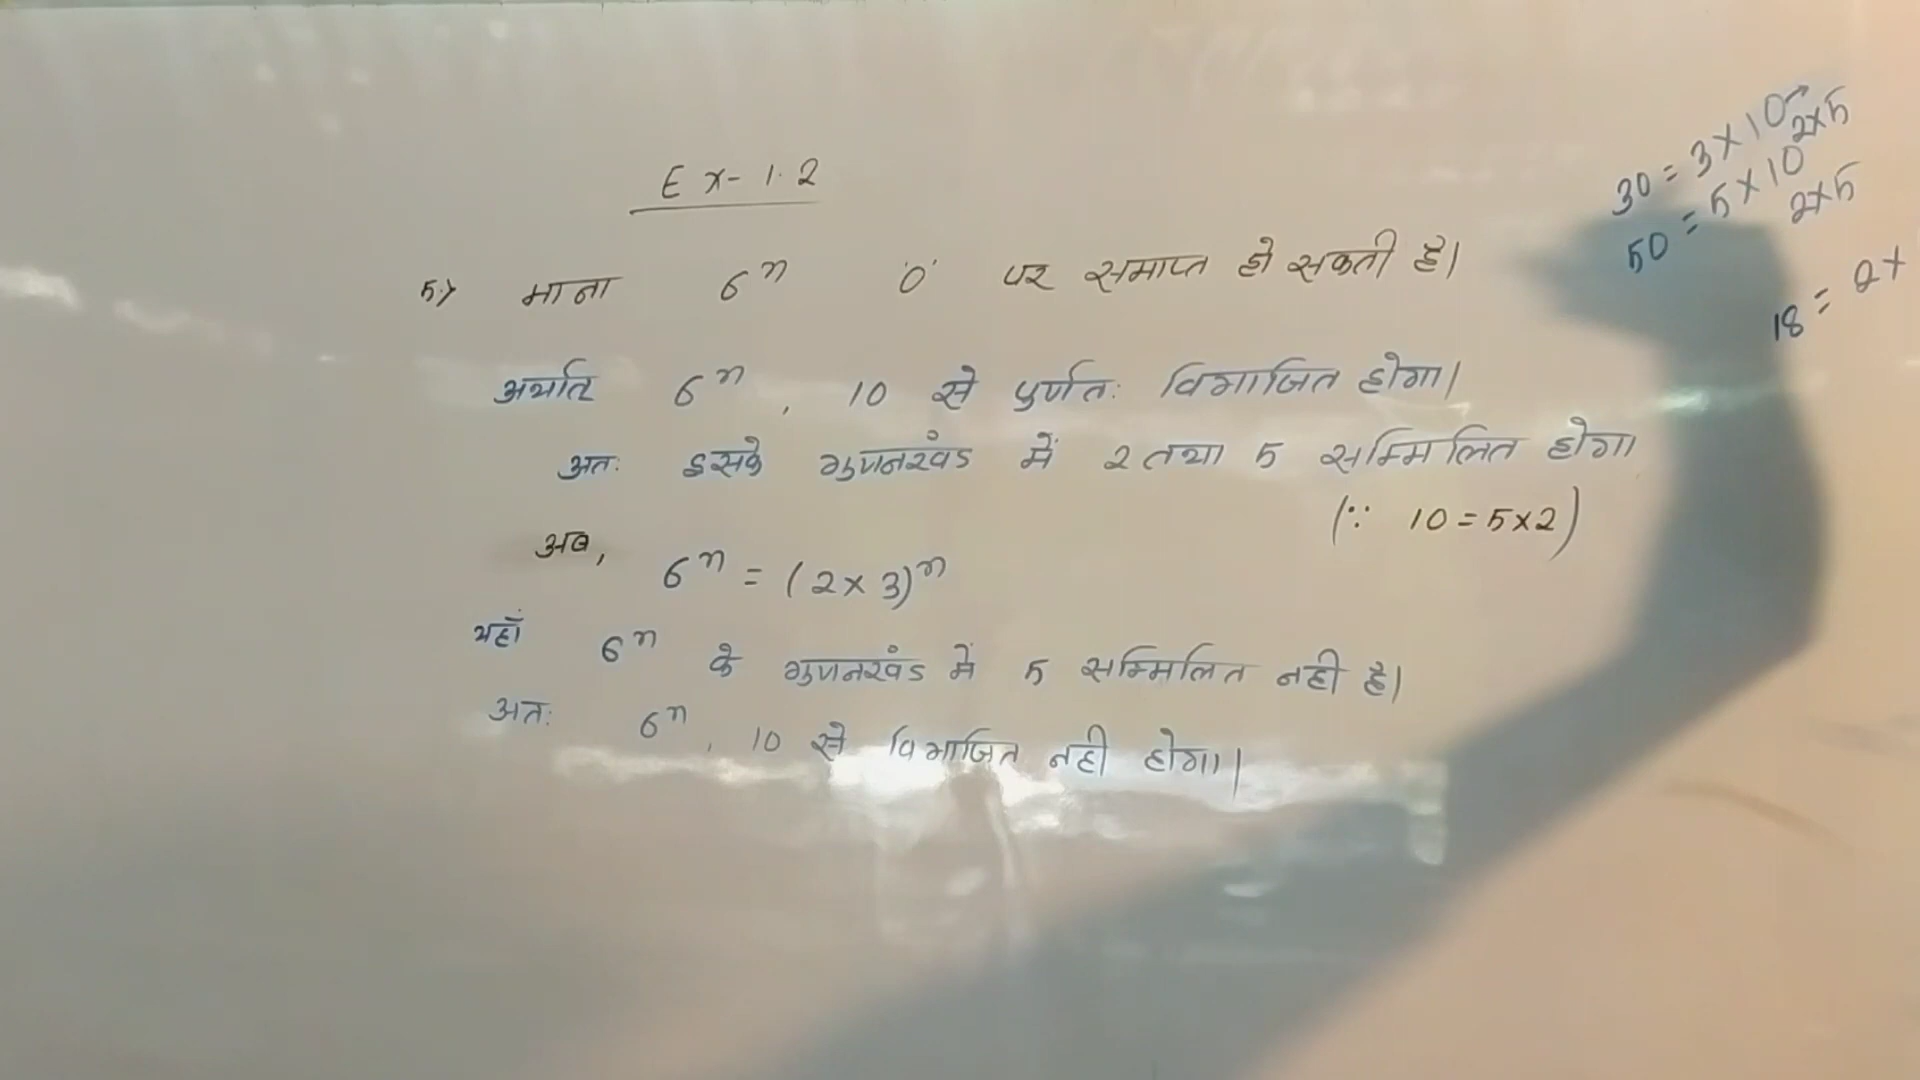 Ex-1.2
5.> माना 6ⁿ '0' पर समाप्त हो सकती है।
अर्थात 6ⁿ, 10 से पुर्णतः विभाजित होगा।
अतः इसके गुणनखंड में 2 तथा 5 सम्मिलित होगा
(∵ 10 = 5×2)
अब, 6ⁿ = (2×3)ⁿ
यहाँ 6ⁿ के गुणनखंड में 5 सम्मिलित नही है।
अतः 6ⁿ, 10 से विभाजित नही होगा।
30 = 3×10→2×5
50 = 5×10
2×5
18 = 2×